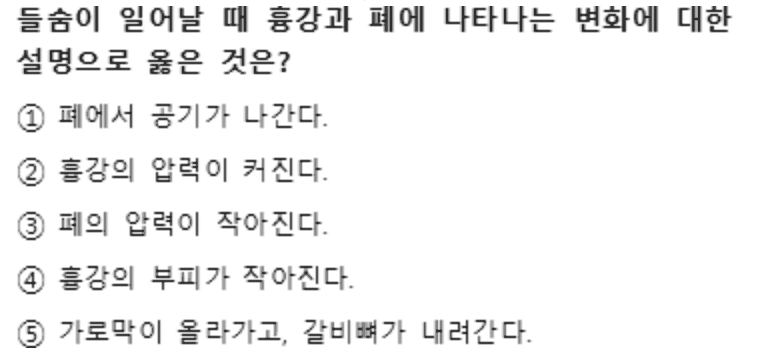 들숨이 일어날 때 흉강과 폐에 나타나는 변화에 대한
설명으로 옳은 것은?
① 폐에서 공기가 나간다.
② 흉강의 압력이 커진다.
③ 폐의 압력이 작아진다.
④ 흉강의 부피가 작아진다.
⑤ 가로막이 올라가고, 갈비뼈가 내려간다.